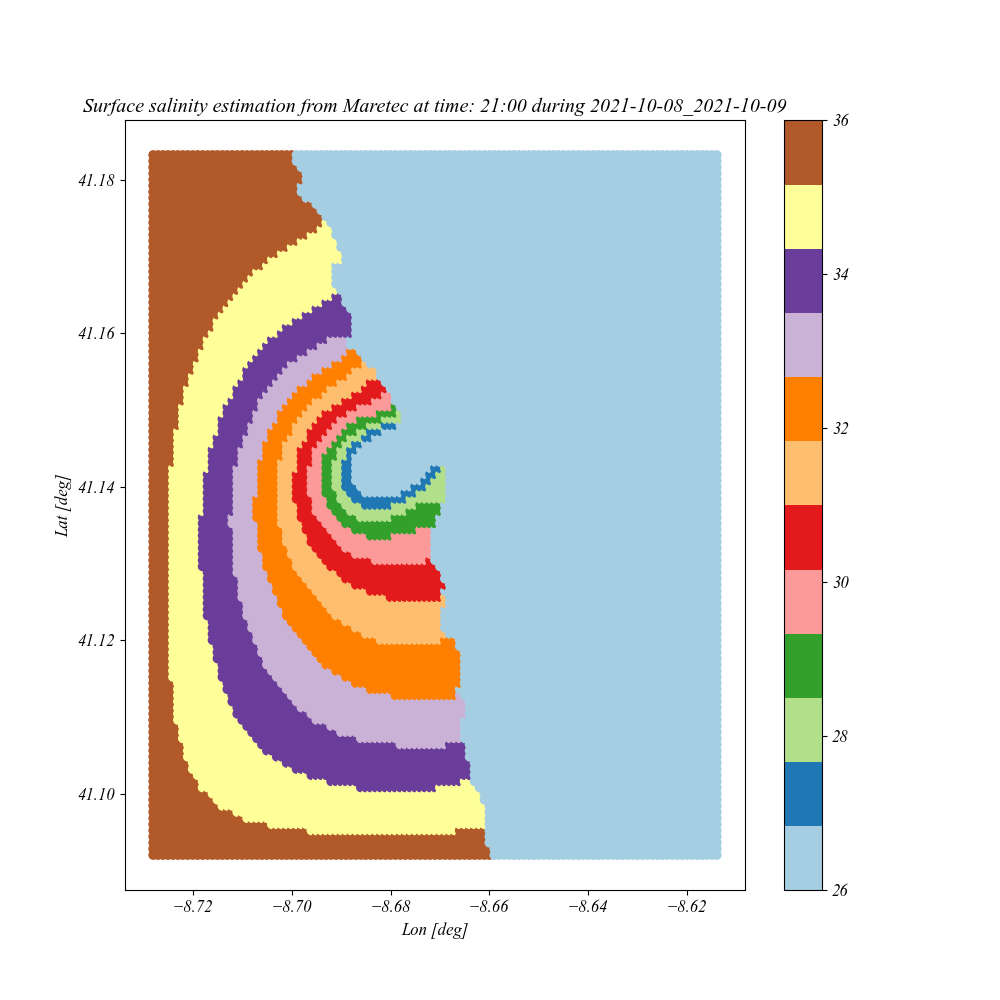 Surface salinity estimation from Maretec at time: 21:00 during 2021-10-08_2021-10-09
36
41.18
34
41.16
32
41.14
Lat [deg]
30
41.12
28
41.10
26
−8.72 −8.70 −8.68 −8.66 −8.64 −8.62
Lon [deg]